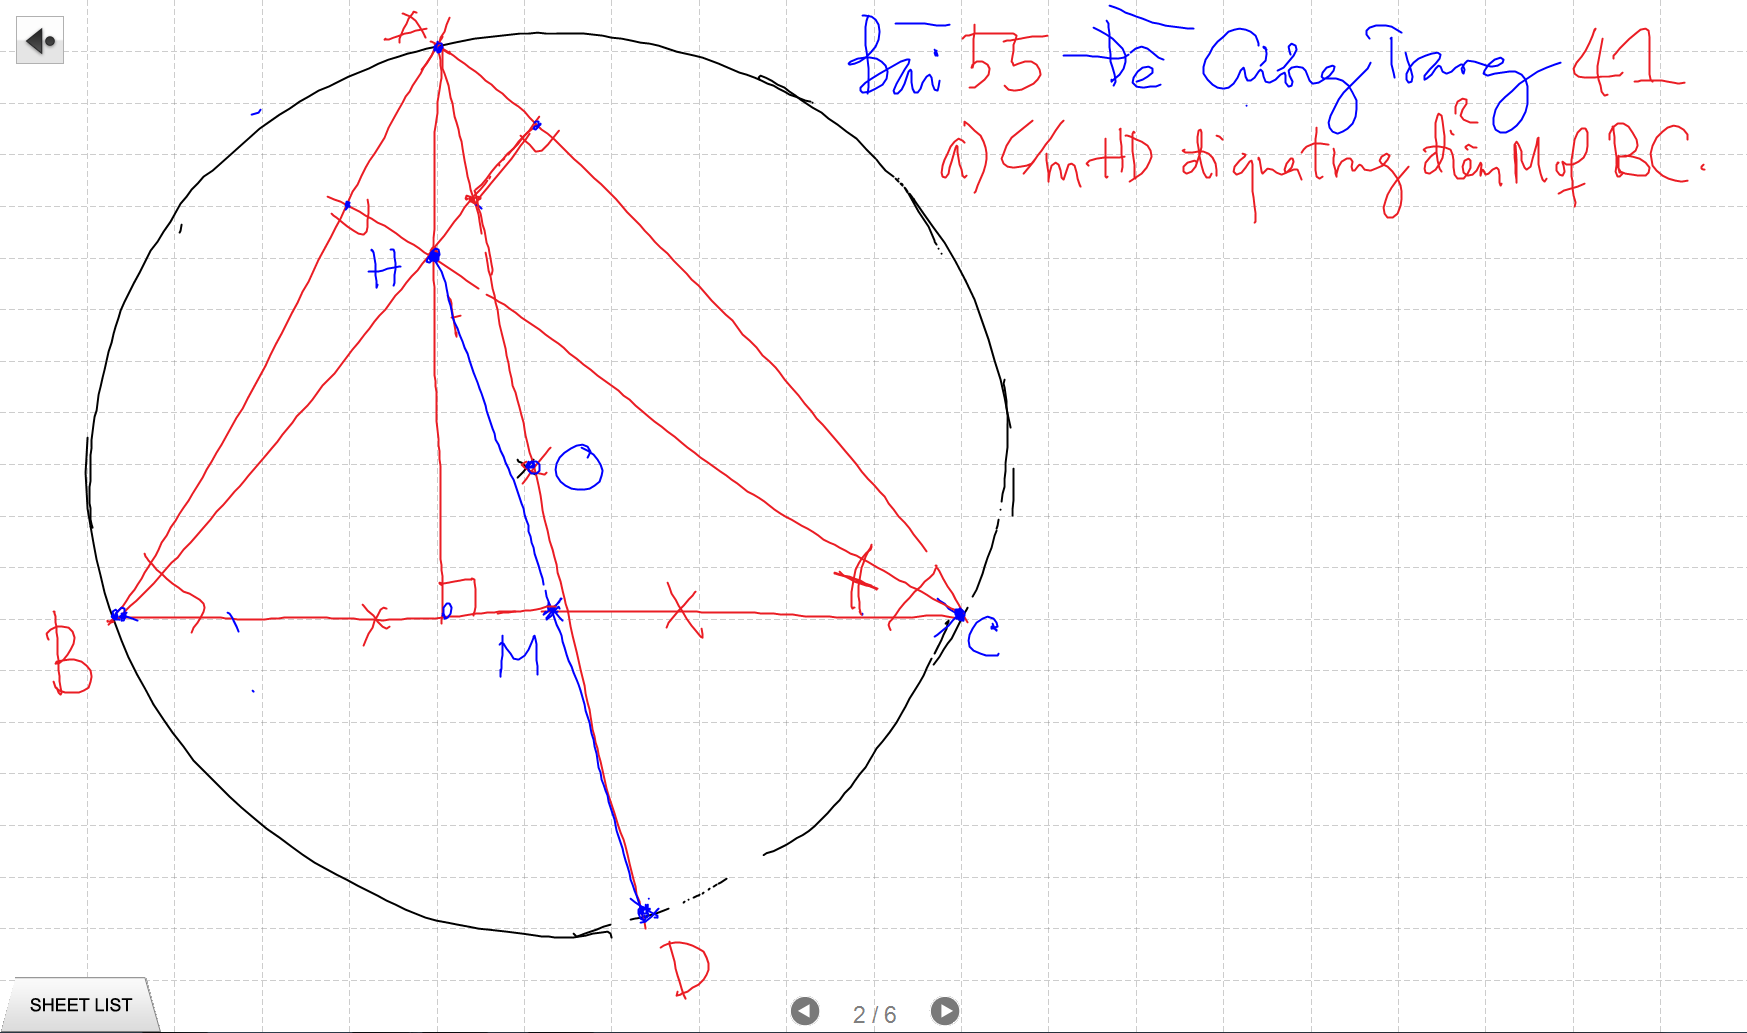 Bài 55 Đề Cương Trang 41
a) C/m HD đi qua trung điểm M of BC.
A
H
O
B
M
C
D
SHEET LIST
2 / 6